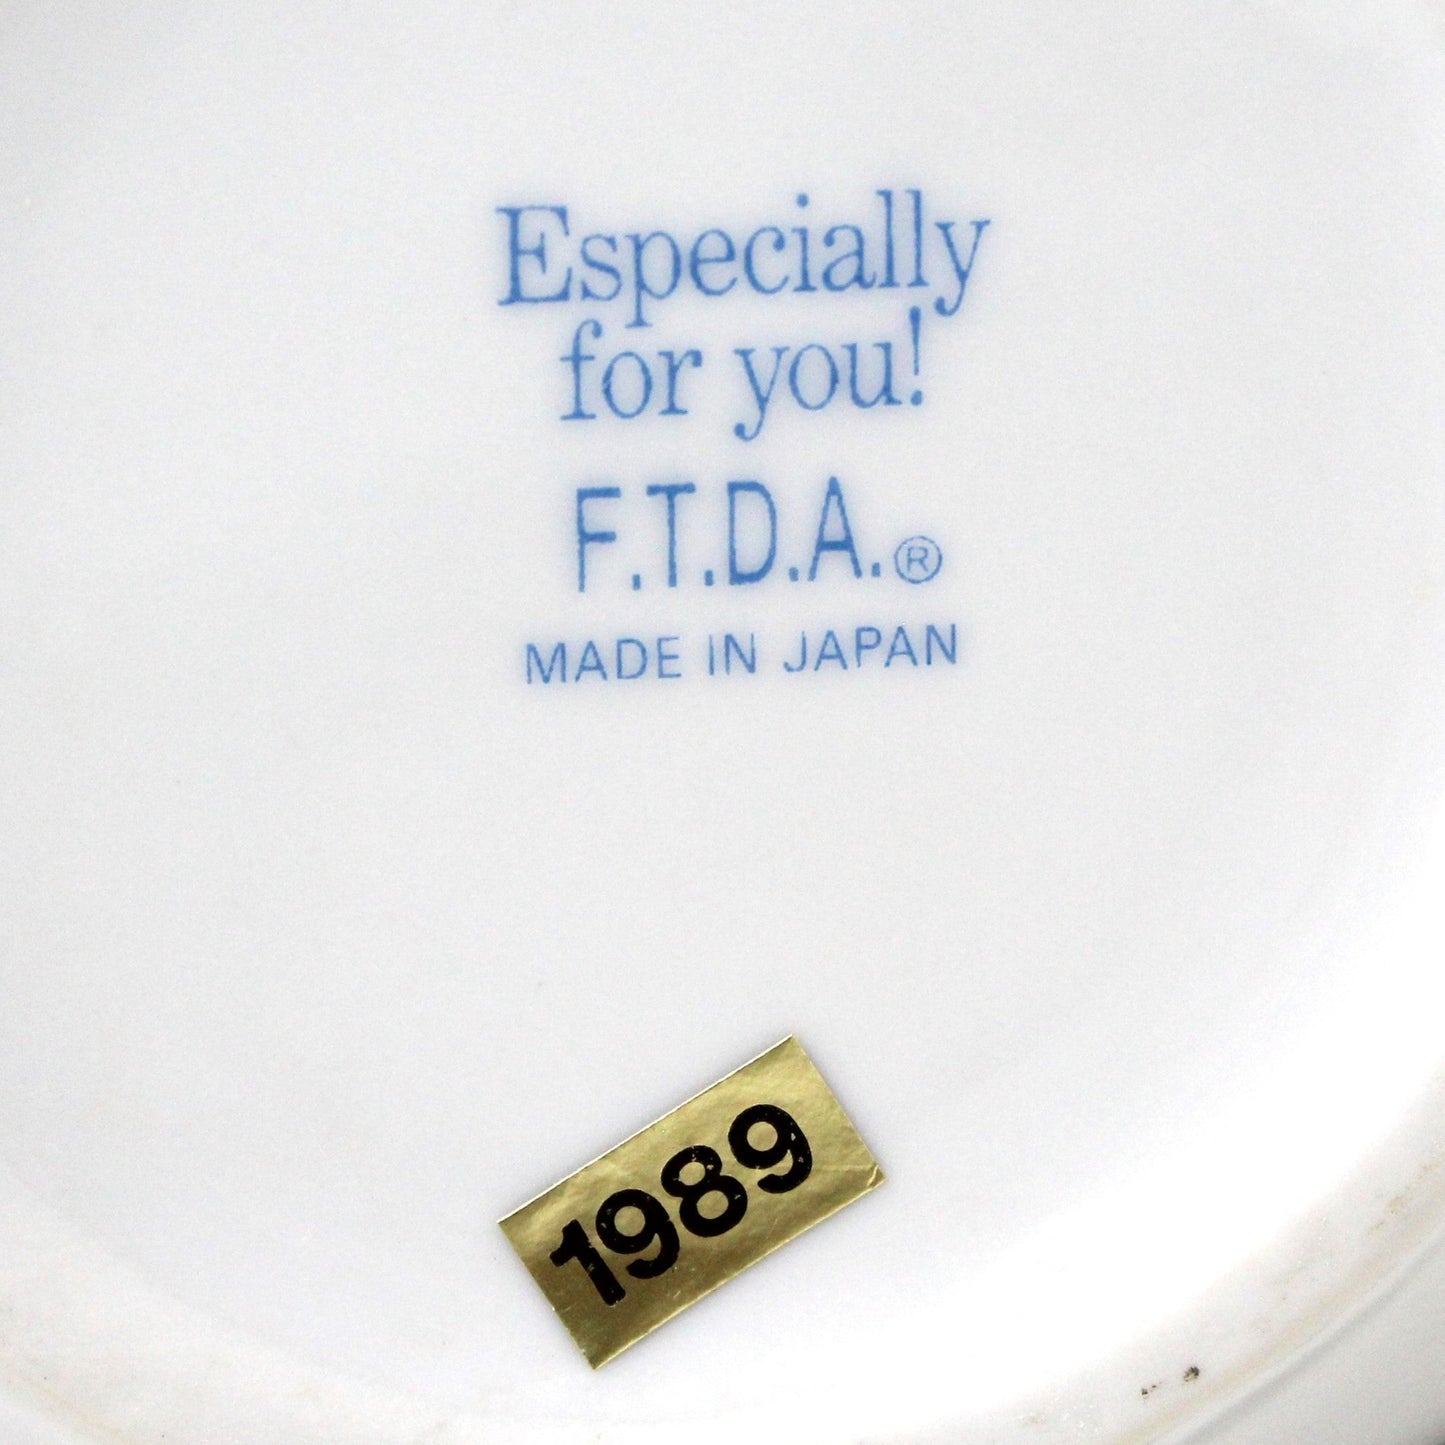 Especially
for you!
F.T.D.A.®
MADE IN JAPAN
1989